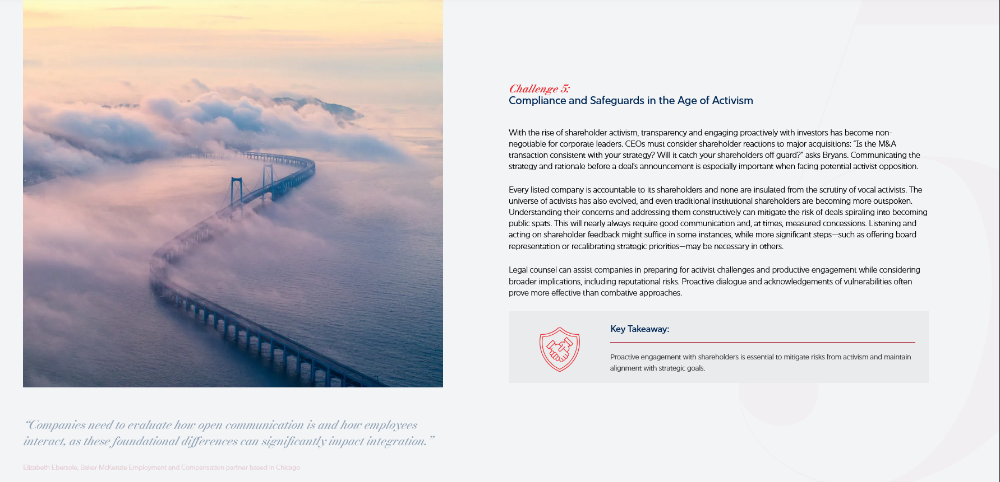 Challenge 5:
Compliance and Safeguards in the Age of Activism
With the rise of shareholder activism, transparency and engaging proactively with investors has become non-
negotiable for corporate leaders. CEOs must consider shareholder reactions to major acquisitions: “Is the M&A
transaction consistent with your strategy? Will it catch your shareholders off guard?” asks Bryans. Communicating the
strategy and rationale before a deal’s announcement is especially important when facing potential activist opposition.
Every listed company is accountable to its shareholders and none are insulated from the scrutiny of vocal activists. The
universe of activists has also evolved, and even traditional institutional shareholders are becoming more outspoken.
Understanding their concerns and addressing them constructively can mitigate the risk of deals spiraling into becoming
public spats. This will nearly always require good communication and, at times, measured concessions. Listening and
acting on shareholder feedback might suffice in some instances, while more significant steps—such as offering board
representation or recalibrating strategic priorities—may be necessary in others.
Legal counsel can assist companies in preparing for activist challenges and productive engagement while considering
broader implications, including reputational risks. Proactive dialogue and acknowledgements of vulnerabilities often
prove more effective than combative approaches.
Key Takeaway:
Proactive engagement with shareholders is essential to mitigate risks from activism and maintain
alignment with strategic goals.
“Companies need to evaluate how open communication is and how employees
interact, as these foundational differences can significantly impact integration.”
Elizabeth Ebersole, Baker McKenzie Employment and Compensation partner based in Chicago